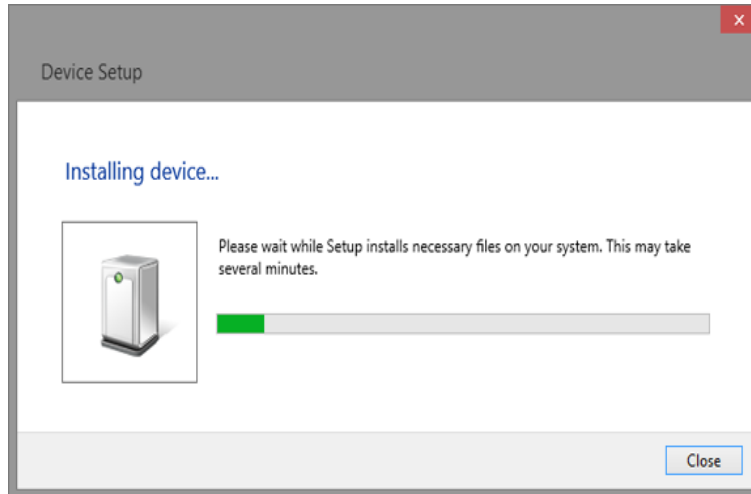 Device Setup
Installing device...
Please wait while Setup installs necessary files on your system. This may take
several minutes.
Close